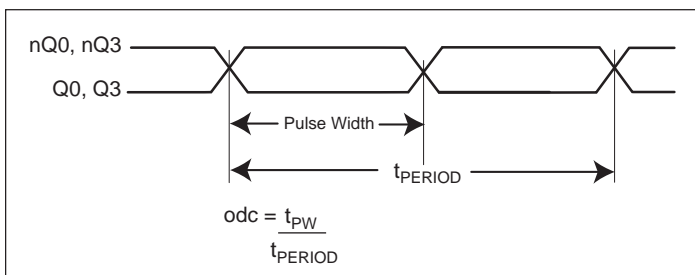 nQ0, nQ3
Q0, Q3
Pulse Width
tPERIOD
odc = tPW
tPERIOD